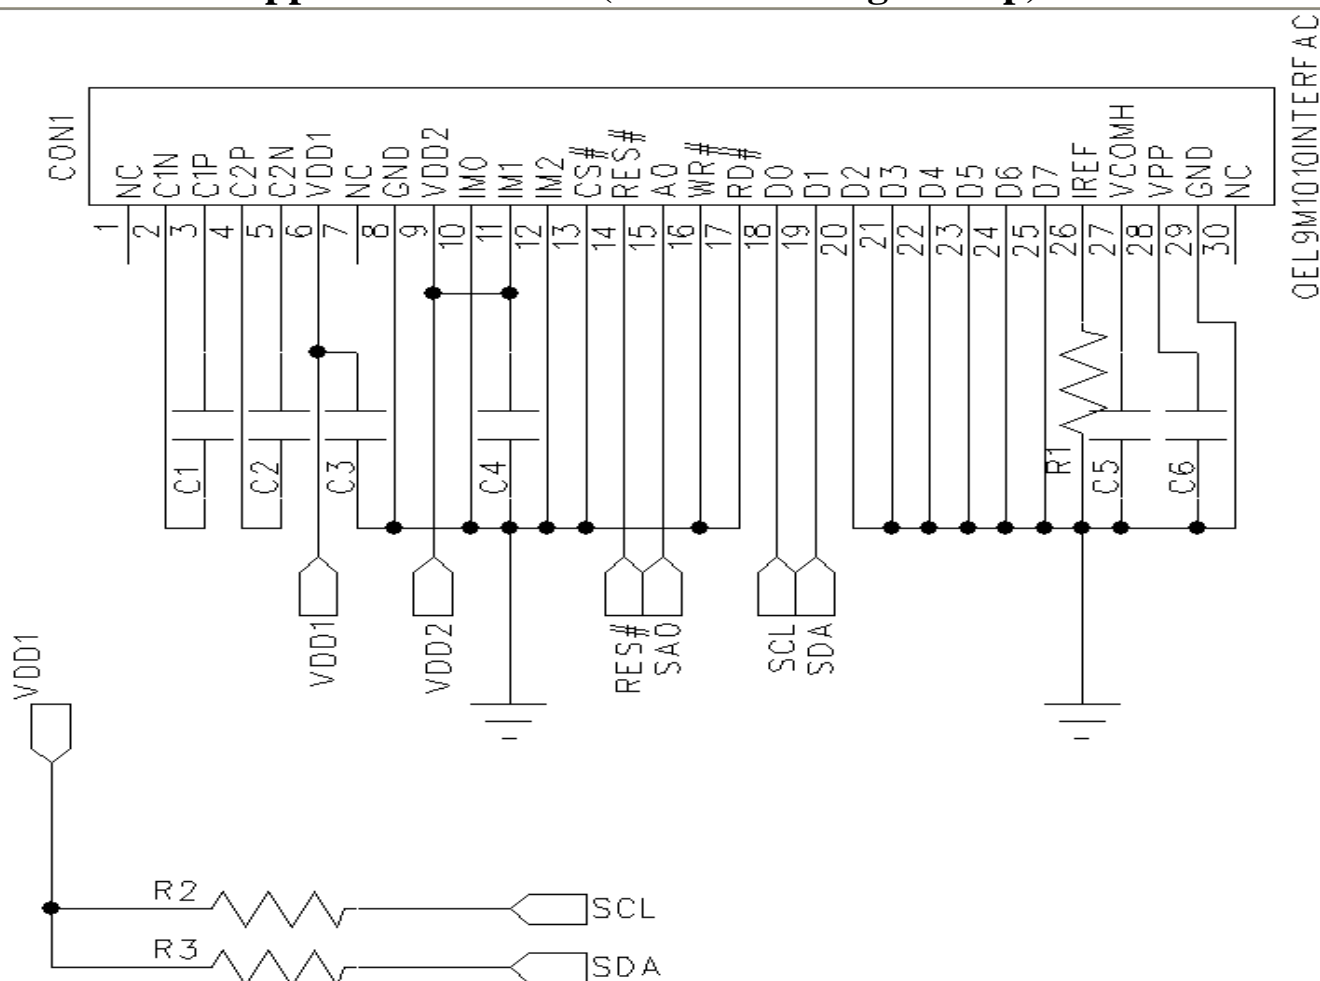 CON1
OEL9M1010INTERFAC
NC
C1N
C1P
C2P
C2N
VDD1
NC
GND
VDD2
IM0
IM1
IM2
CS#
RES#
A0
WR#
RD#
D0
D1
D2
D3
D4
D5
D6
D7
IREF
VCOMH
VPP
GND
NC
1
2
3
4
5
6
7
8
9
10
11
12
13
14
15
16
17
18
19
20
21
22
23
24
25
26
27
28
29
30
C1
C2
C3
C4
R1
C5
C6
VDD1
VDD2
RES#
SA0
SCL
SDA
VDD1
R2
SCL
R3
SDA